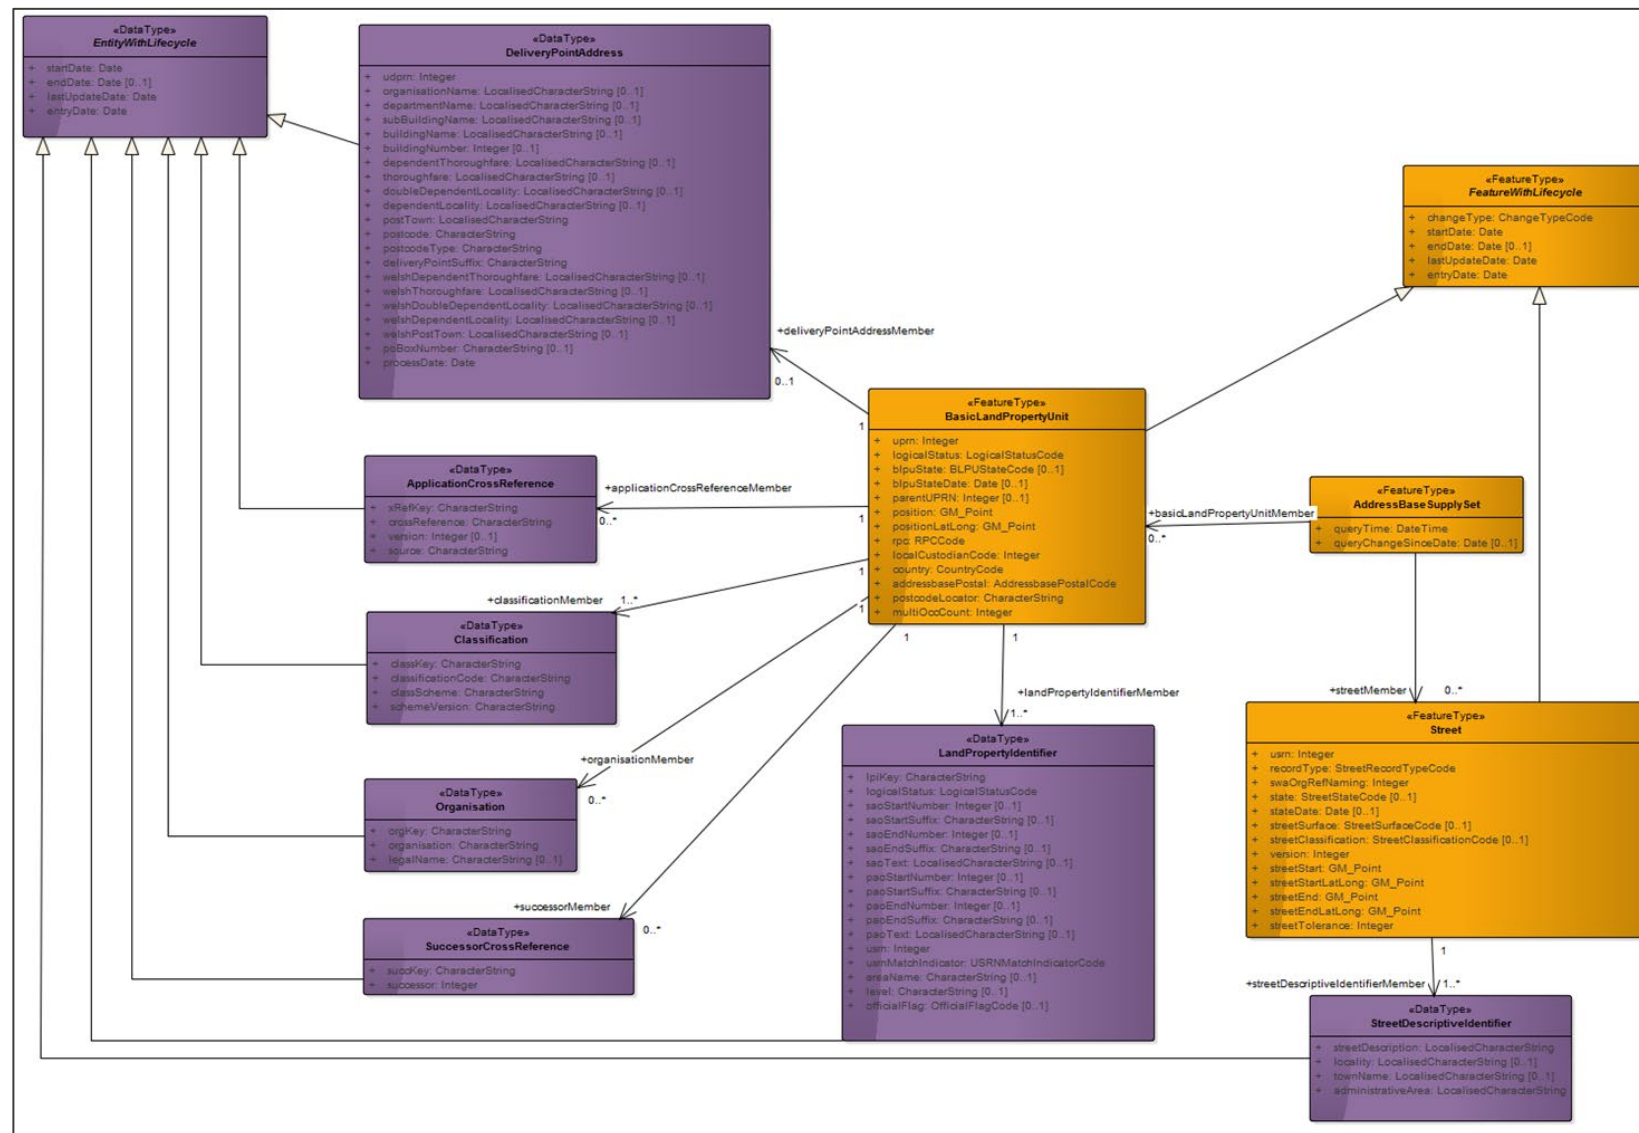 «DataType»
EntityWithLifecycle
+ startDate: Date
+ endDate: Date [0..1]
+ lastUpdateDate: Date
+ entryDate: Date
«DataType»
DeliveryPointAddress
+ udprn: Integer
+ organisationName: LocalisedCharacterString [0..1]
+ departmentName: LocalisedCharacterString [0..1]
+ subBuildingName: LocalisedCharacterString [0..1]
+ buildingName: LocalisedCharacterString [0..1]
+ buildingNumber: Integer [0..1]
+ dependentThoroughfare: LocalisedCharacterString [0..1]
+ thoroughfare: LocalisedCharacterString [0..1]
+ doubleDependentLocality: LocalisedCharacterString [0..1]
+ dependentLocality: LocalisedCharacterString [0..1]
+ postTown: LocalisedCharacterString
+ postcode: CharacterString
+ postcodeType: CharacterString
+ deliveryPointSuffix: CharacterString
+ welshDependentThoroughfare: LocalisedCharacterString [0..1]
+ welshThoroughfare: LocalisedCharacterString [0..1]
+ welshDoubleDependentLocality: LocalisedCharacterString [0..1]
+ welshDependentLocality: LocalisedCharacterString [0..1]
+ welshPostTown: LocalisedCharacterString [0..1]
+ poBoxNumber: CharacterString [0..1]
+ processDate: Date
«FeatureType»
FeatureWithLifecycle
+ changeType: ChangeTypeCode
+ startDate: Date
+ endDate: Date [0..1]
+ lastUpdateDate: Date
+ entryDate: Date
+deliveryPointAddressMember
0..1
1
«FeatureType»
BasicLandPropertyUnit
+ uprn: Integer
+ logicalStatus: LogicalStatusCode
+ blpuState: BLPUStateCode [0..1]
+ blpuStateDate: Date [0..1]
+ parentUPRN: Integer [0..1]
+ position: GM_Point
+ positionLatLong: GM_Point
+ rpc: RPCCode
+ localCustodianCode: Integer
+ country: CountryCode
+ addressbasePostal: AddressbasePostalCode
+ postcodeLocator: CharacterString
+ multiOccCount: Integer
«DataType»
ApplicationCrossReference
+ xRefKey: CharacterString
+ crossReference: CharacterString
+ version: Integer [0..1]
+ source: CharacterString
+applicationCrossReferenceMember
0..*
1
«FeatureType»
AddressBaseSupplySet
+ queryTime: DateTime
+ queryChangeSinceDate: Date [0..1]
+basicLandPropertyUnitMember
0..*
+classificationMember
1..*
1
«DataType»
Classification
+ classKey: CharacterString
+ classificationCode: CharacterString
+ classScheme: CharacterString
+ schemeVersion: CharacterString
1
1
1
+landPropertyIdentifierMember
1..*
+streetMember
0..*
«FeatureType»
Street
+ usrn: Integer
+ recordType: StreetRecordTypeCode
+ swaOrgRefNaming: Integer
+ state: StreetStateCode [0..1]
+ stateDate: Date [0..1]
+ streetSurface: StreetSurfaceCode [0..1]
+ streetClassification: StreetClassificationCode [0..1]
+ version: Integer
+ streetStart: GM_Point
+ streetStartLatLong: GM_Point
+ streetEnd: GM_Point
+ streetEndLatLong: GM_Point
+ streetTolerance: Integer
«DataType»
LandPropertyIdentifier
+ lpiKey: CharacterString
+ logicalStatus: LogicalStatusCode
+ saoStartNumber: Integer [0..1]
+ saoStartSuffix: CharacterString [0..1]
+ saoEndNumber: Integer [0..1]
+ saoEndSuffix: CharacterString [0..1]
+ saoText: LocalisedCharacterString [0..1]
+ paoStartNumber: Integer [0..1]
+ paoStartSuffix: CharacterString [0..1]
+ paoEndNumber: Integer [0..1]
+ paoEndSuffix: CharacterString [0..1]
+ paoText: LocalisedCharacterString [0..1]
+ usrn: Integer
+ usrnMatchIndicator: USRNMatchIndicatorCode
+ areaName: CharacterString [0..1]
+ level: CharacterString [0..1]
+ officialFlag: OfficialFlagCode [0..1]
+organisationMember
0..*
«DataType»
Organisation
+ orgKey: CharacterString
+ organisation: CharacterString
+ legalName: CharacterString [0..1]
+successorMember
0..*
«DataType»
SuccessorCrossReference
+ succKey: CharacterString
+ successor: Integer
1
+streetDescriptiveIdentifierMember
1..*
«DataType»
StreetDescriptiveIdentifier
+ streetDescription: LocalisedCharacterString
+ locality: LocalisedCharacterString [0..1]
+ townName: LocalisedCharacterString [0..1]
+ administrativeArea: LocalisedCharacterString